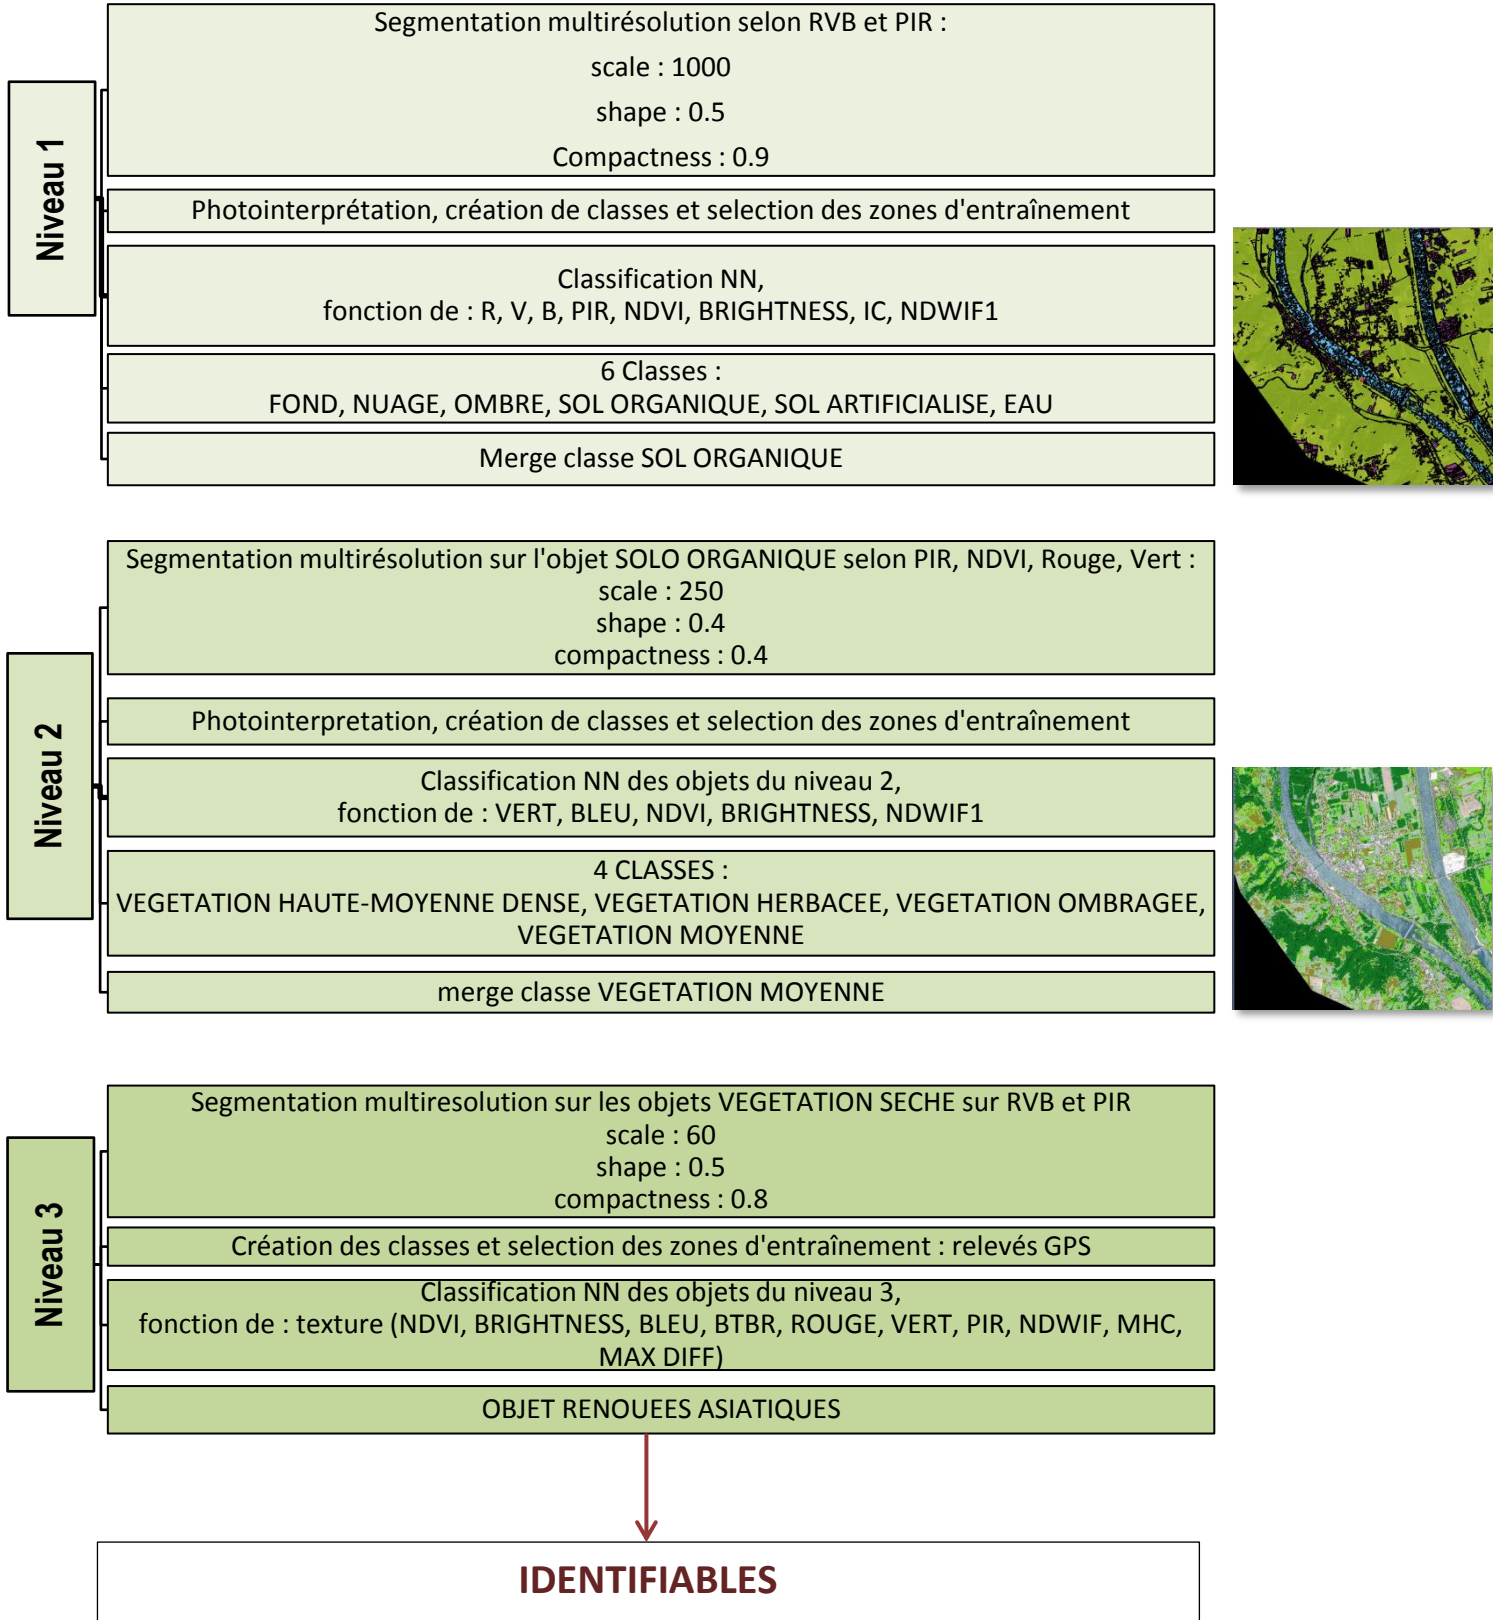 Niveau 1
Segmentation multirésolution selon RVB et PIR :
scale : 1000
shape : 0.5
Compactness : 0.9
Photointerprétation, création de classes et selection des zones d'entraînement
Classification NN,
fonction de : R, V, B, PIR, NDVI, BRIGHTNESS, IC, NDWIF1
6 Classes :
FOND, NUAGE, OMBRE, SOL ORGANIQUE, SOL ARTIFICIALISE, EAU
Merge classe SOL ORGANIQUE
Niveau 2
Segmentation multirésolution sur l'objet SOLO ORGANIQUE selon PIR, NDVI, Rouge, Vert :
scale : 250
shape : 0.4
compactness : 0.4
Photointerpretation, création de classes et selection des zones d'entraînement
Classification NN des objets du niveau 2,
fonction de : VERT, BLEU, NDVI, BRIGHTNESS, NDWIF1
4 CLASSES :
VEGETATION HAUTE-MOYENNE DENSE, VEGETATION HERBACEE, VEGETATION OMBRAGEE,
VEGETATION MOYENNE
merge classe VEGETATION MOYENNE
Niveau 3
Segmentation multiresolution sur les objets VEGETATION SECHE sur RVB et PIR
scale : 60
shape : 0.5
compactness : 0.8
Création des classes et selection des zones d'entraînement : relevés GPS
Classification NN des objets du niveau 3,
fonction de : texture (NDVI, BRIGHTNESS, BLEU, BTBR, ROUGE, VERT, PIR, NDWIF, MHC,
MAX DIFF)
OBJET RENOUEES ASIATIQUES
IDENTIFIABLES